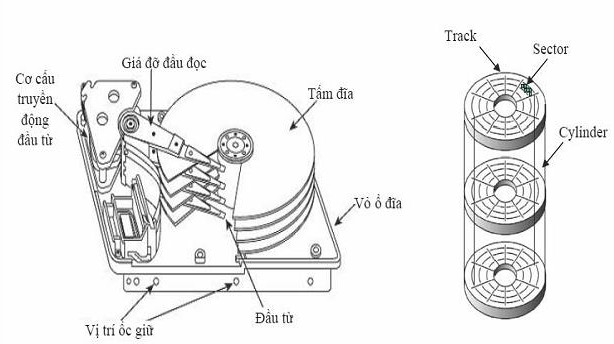 Cơ cấu
truyền
động
đầu từ
Giá đỡ đầu đọc
Tấm đĩa
Vỏ ổ đĩa
Đầu từ
Vị trí ốc giữ
Track
Sector
Cylinder